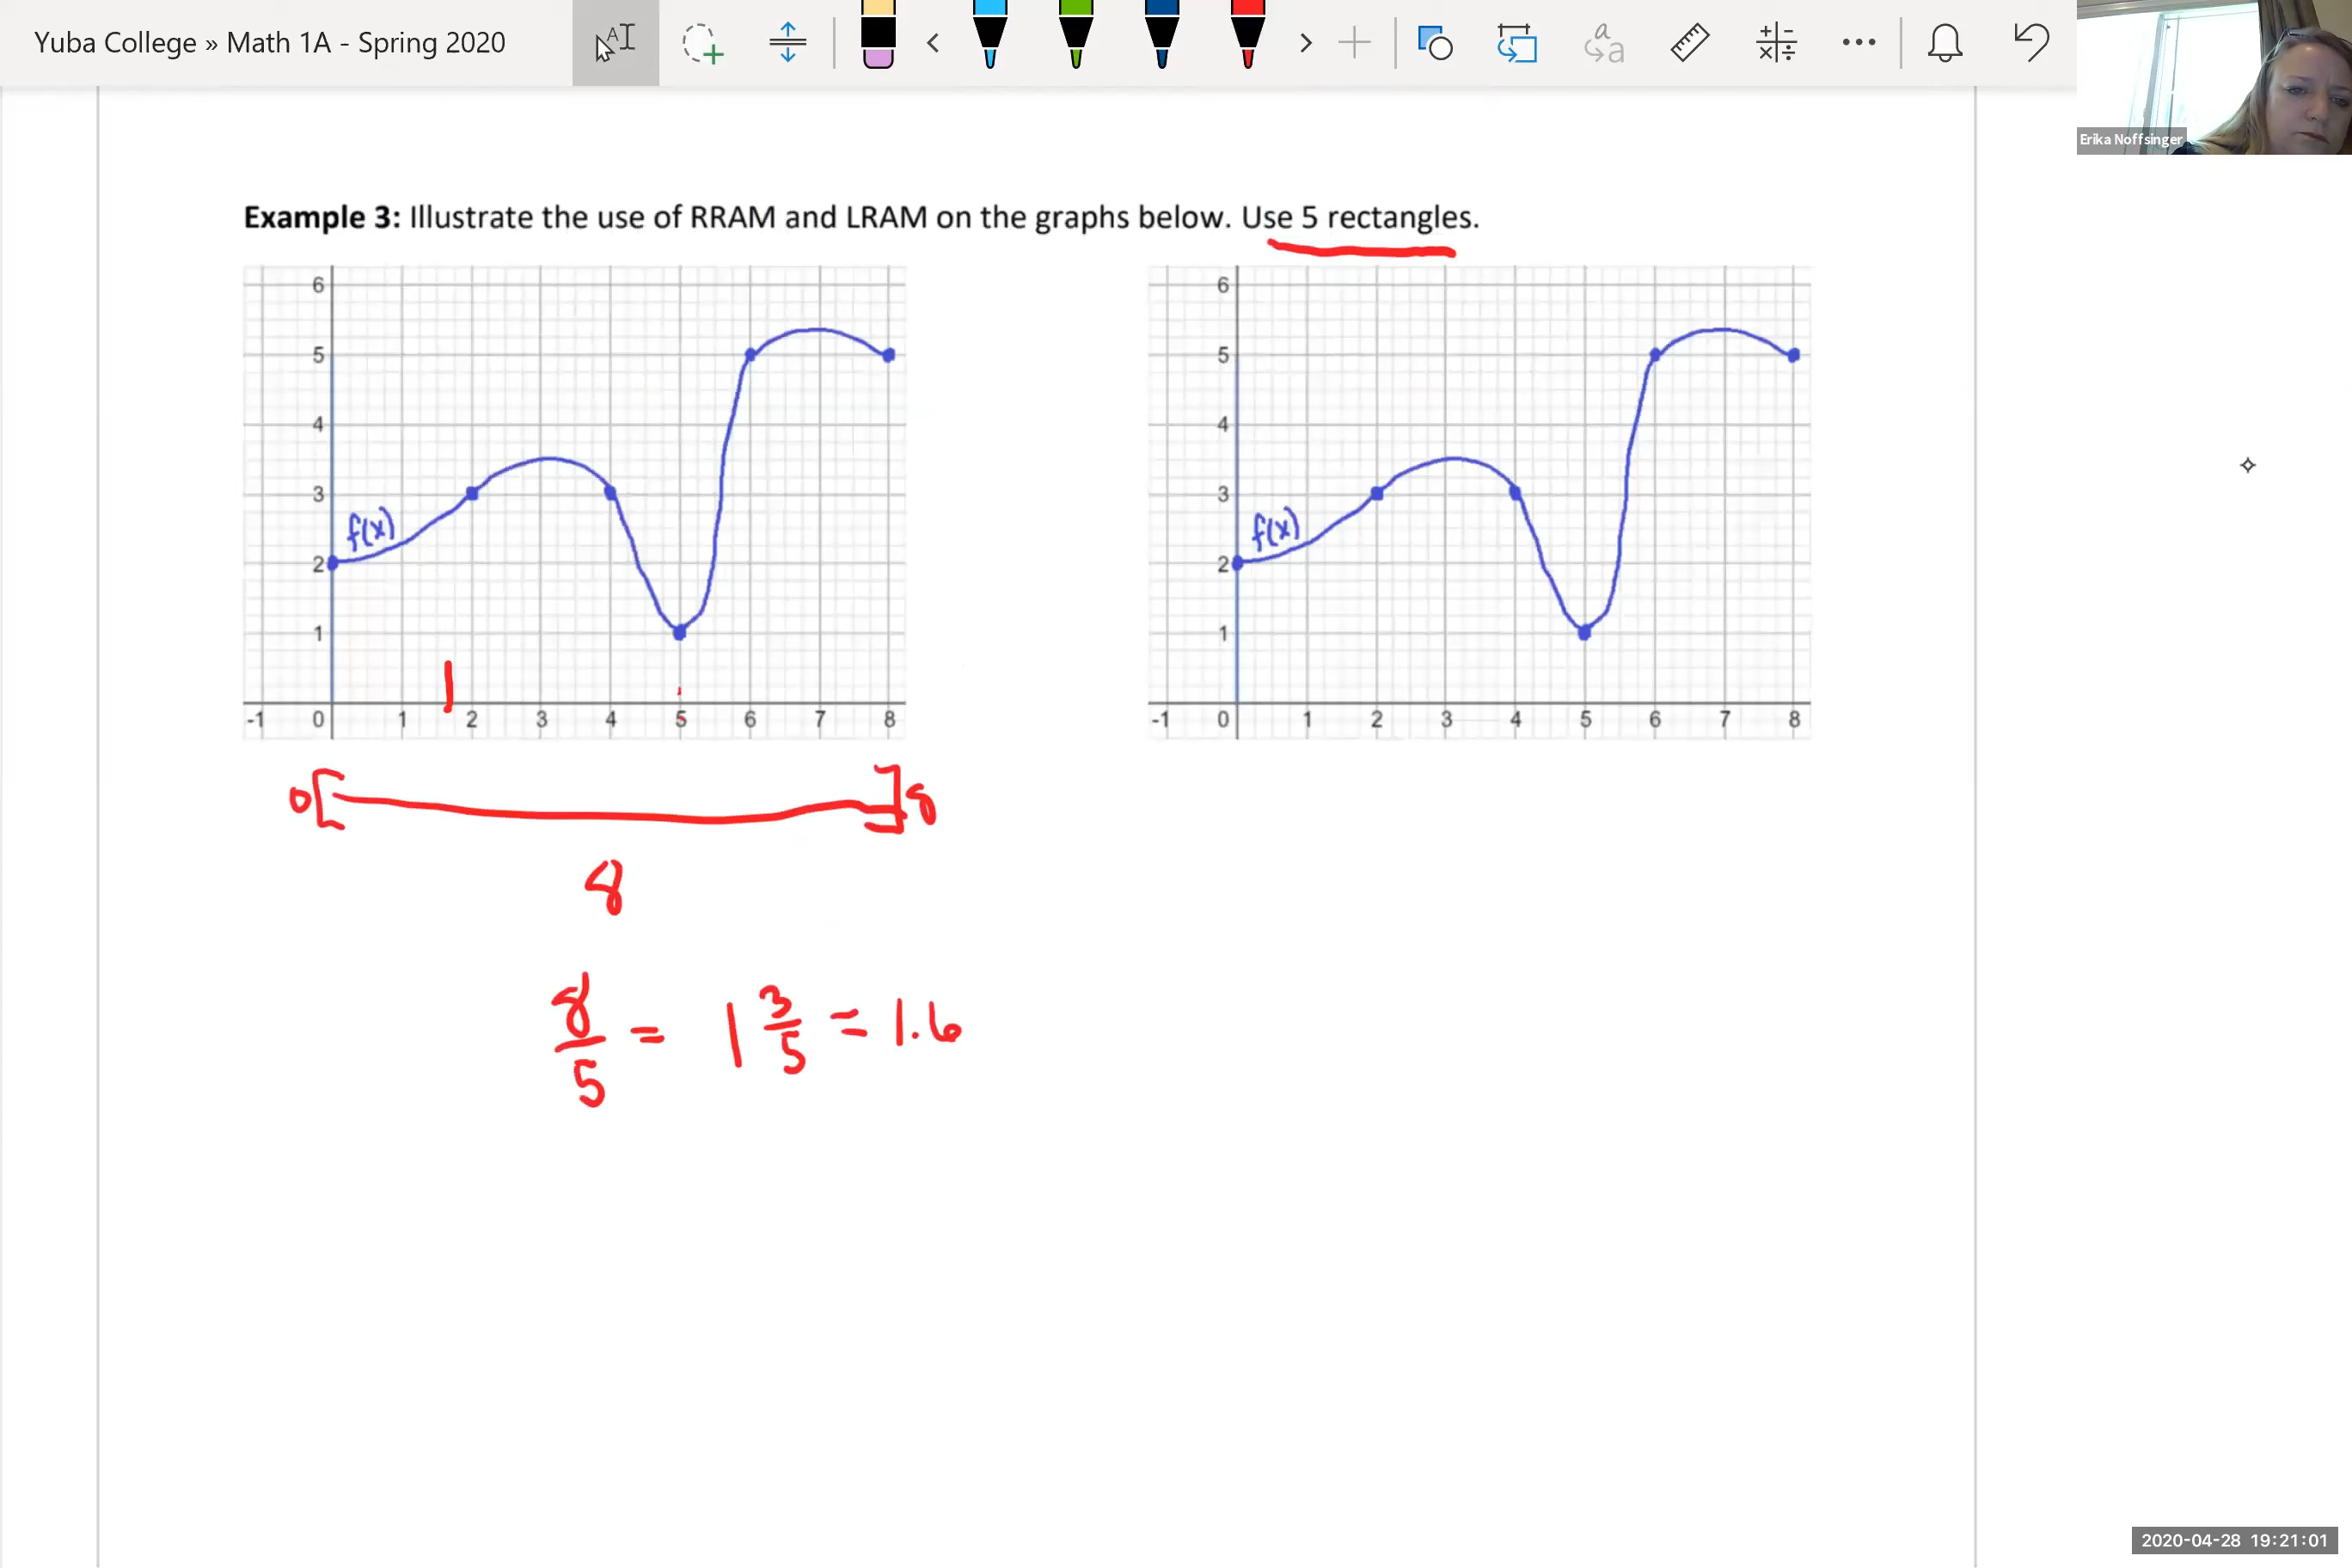 Yuba College » Math 1A - Spring 2020
Erika Noffsinger
Example 3: Illustrate the use of RRAM and LRAM on the graphs below. Use 5 rectangles.
6
5
4
3
2
1
f(x)
-1 0 1 2 3 4 5 6 7 8
6
5
4
3
2
1
f(x)
-1 0 1 2 3 4 5 6 7 8
0[ ]8
8
8/5 = 1 3/5 = 1.6
2020-04-28 19:21:01